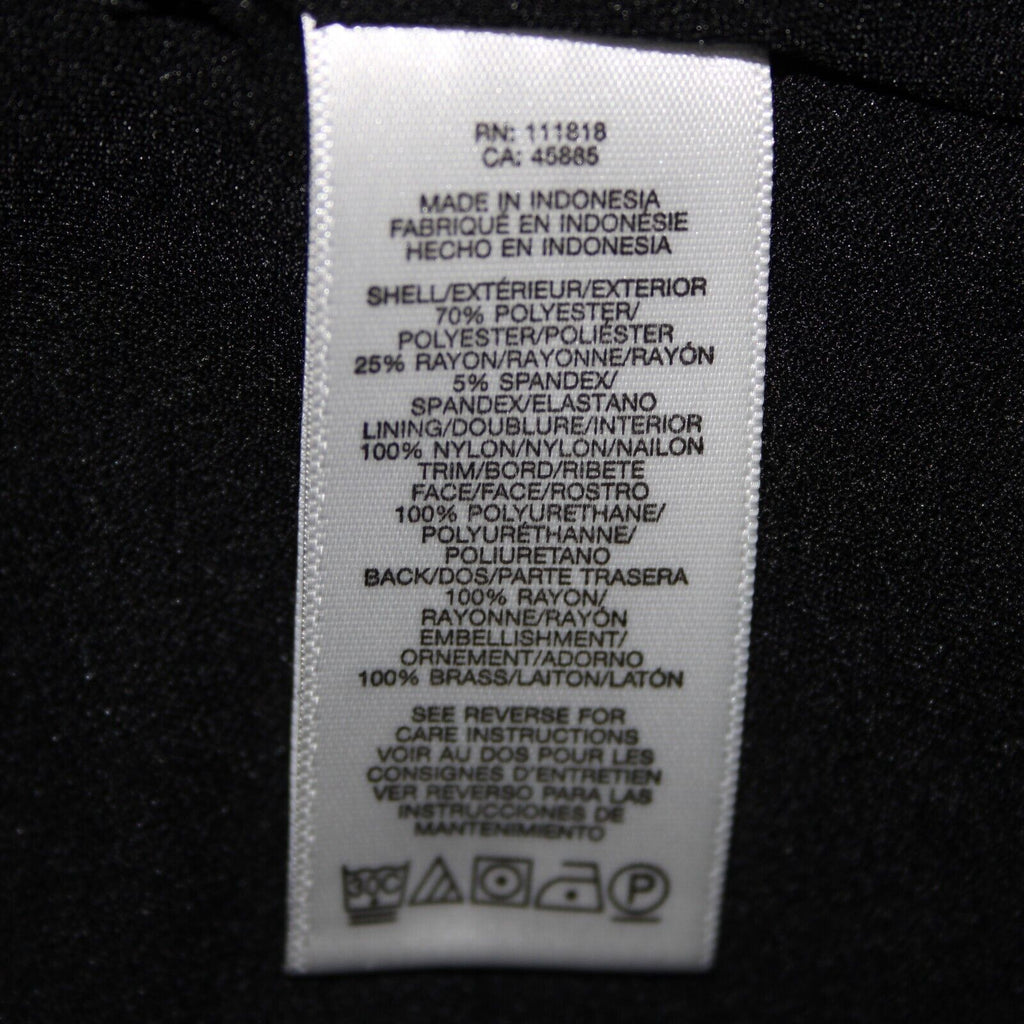 RN: 111818
CA: 45885
MADE IN INDONESIA
FABRIQUÉ EN INDONÉSIE
HECHO EN INDONESIA
SHELL/EXTÉRIEUR/EXTERIOR
70% POLYESTER/
POLYESTER/POLIÉSTER
25% RAYON/RAYONNE/RAYÓN
5% SPANDEX/
SPANDEX/ELASTANO
LINING/DOUBLURE/INTERIOR
100% NYLON/NYLON/NAILON
TRIM/BORD/RIBETE
FACE/FACE/ROSTRO
100% POLYURETHANE/
POLYURÉTHANNE/
POLIURETANO
BACK/DOS/PARTE TRASERA
100% RAYON/
RAYONNE/RAYÓN
EMBELLISHMENT/
ORNEMENT/ADORNO
100% BRASS/LAITON/LATÓN
SEE REVERSE FOR
CARE INSTRUCTIONS
VOIR AU DOS POUR LES
CONSIGNES D'ENTRETIEN
VER REVERSO PARA LAS
INSTRUCCIONES DE
MANTENIMIENTO
30C P